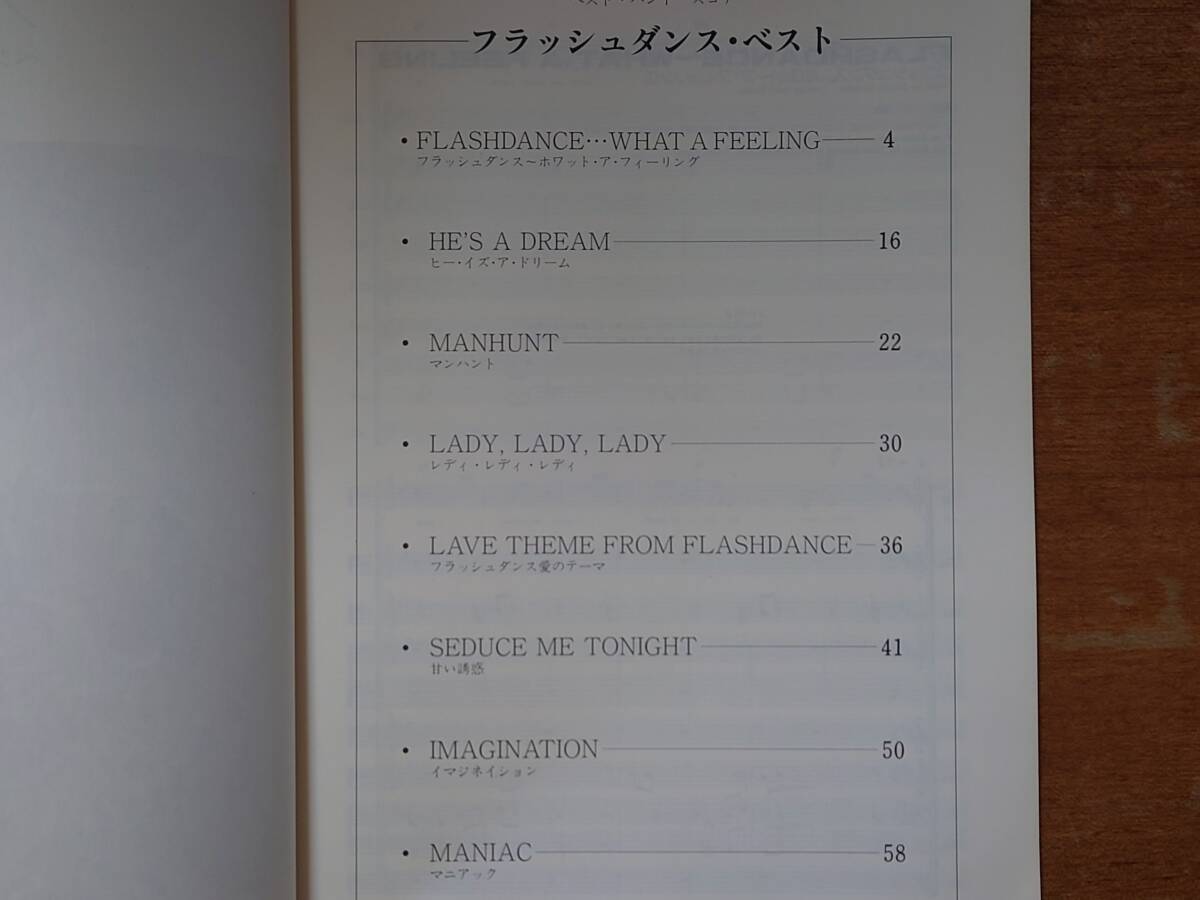 フラッシュダンス・ベスト
・FLASHDANCE…WHAT A FEELING 4
フラッシュダンス〜ホワット・ア・フィーリング
・HE'S A DREAM 16
ヒー・イズ・ア・ドリーム
・MANHUNT 22
マンハント
・LADY, LADY, LADY 30
レディ・レディ・レディ
・LAVE THEME FROM FLASHDANCE 36
フラッシュダンス愛のテーマ
・SEDUCE ME TONIGHT 41
甘い誘惑
・IMAGINATION 50
イマジネイション
・MANIAC 58
マニアック